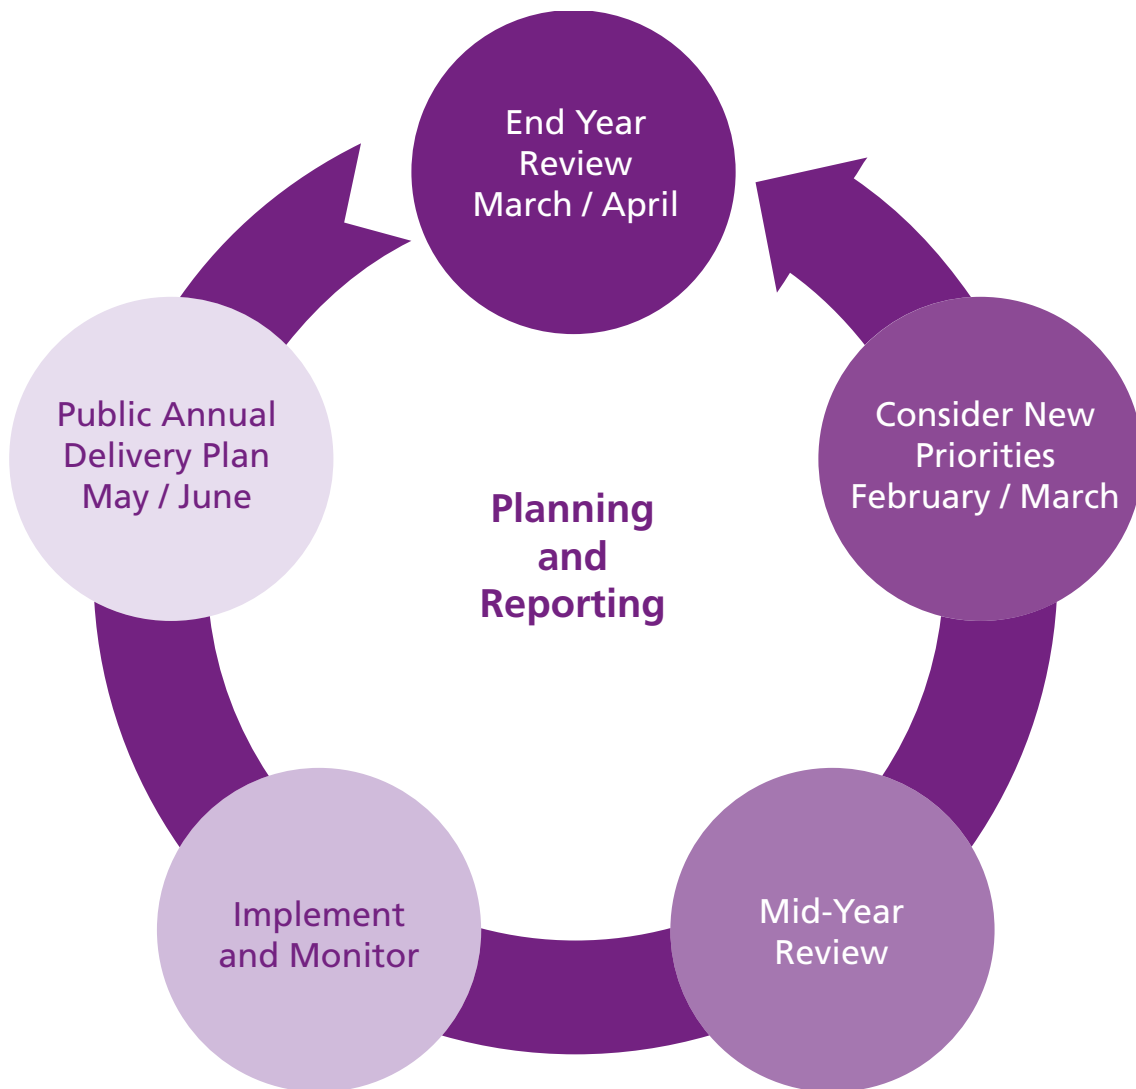 End Year
Review
March / April
Public Annual
Delivery Plan
May / June
Consider New
Priorities
February / March
Planning
and
Reporting
Implement
and Monitor
Mid-Year
Review